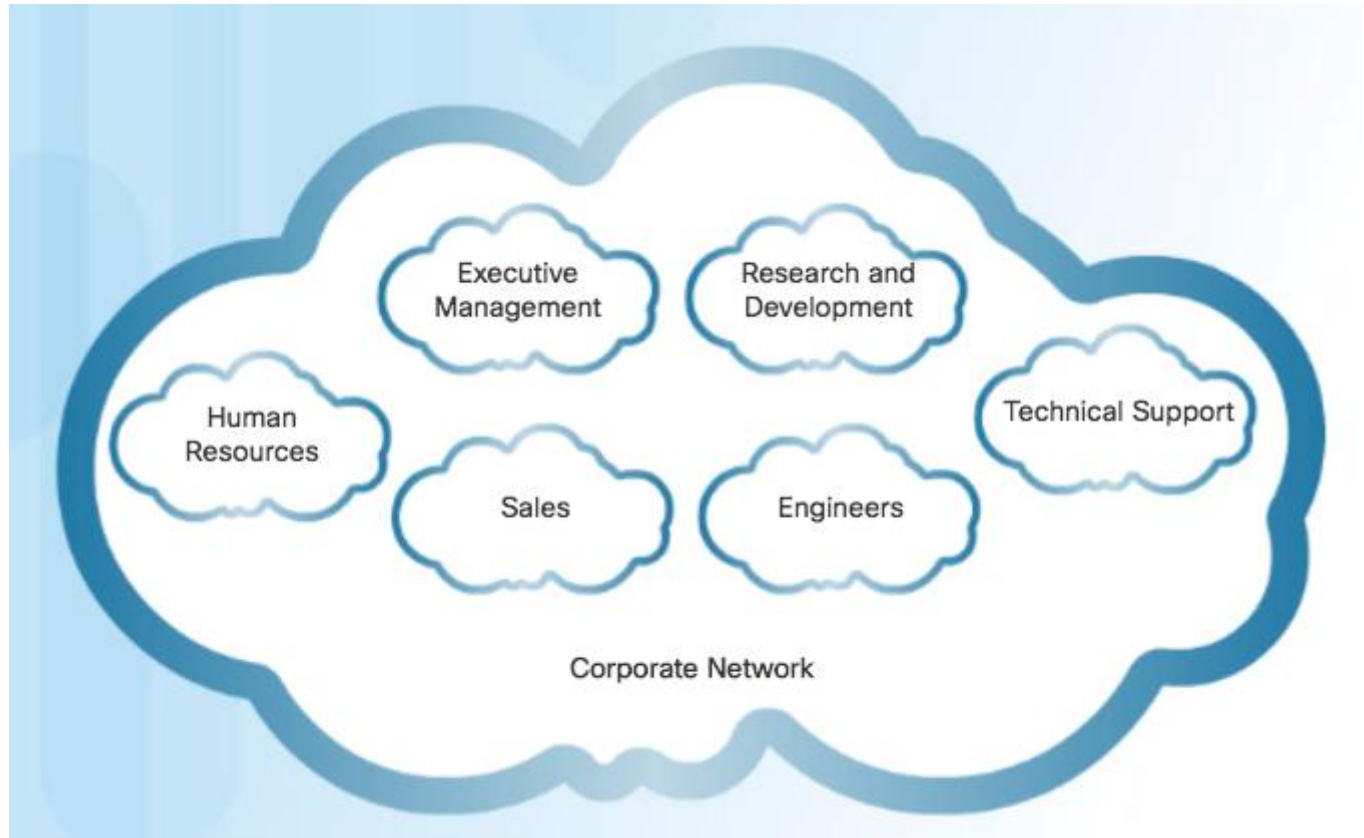 Executive
Management
Research and
Development
Human
Resources
Technical Support
Sales
Engineers
Corporate Network